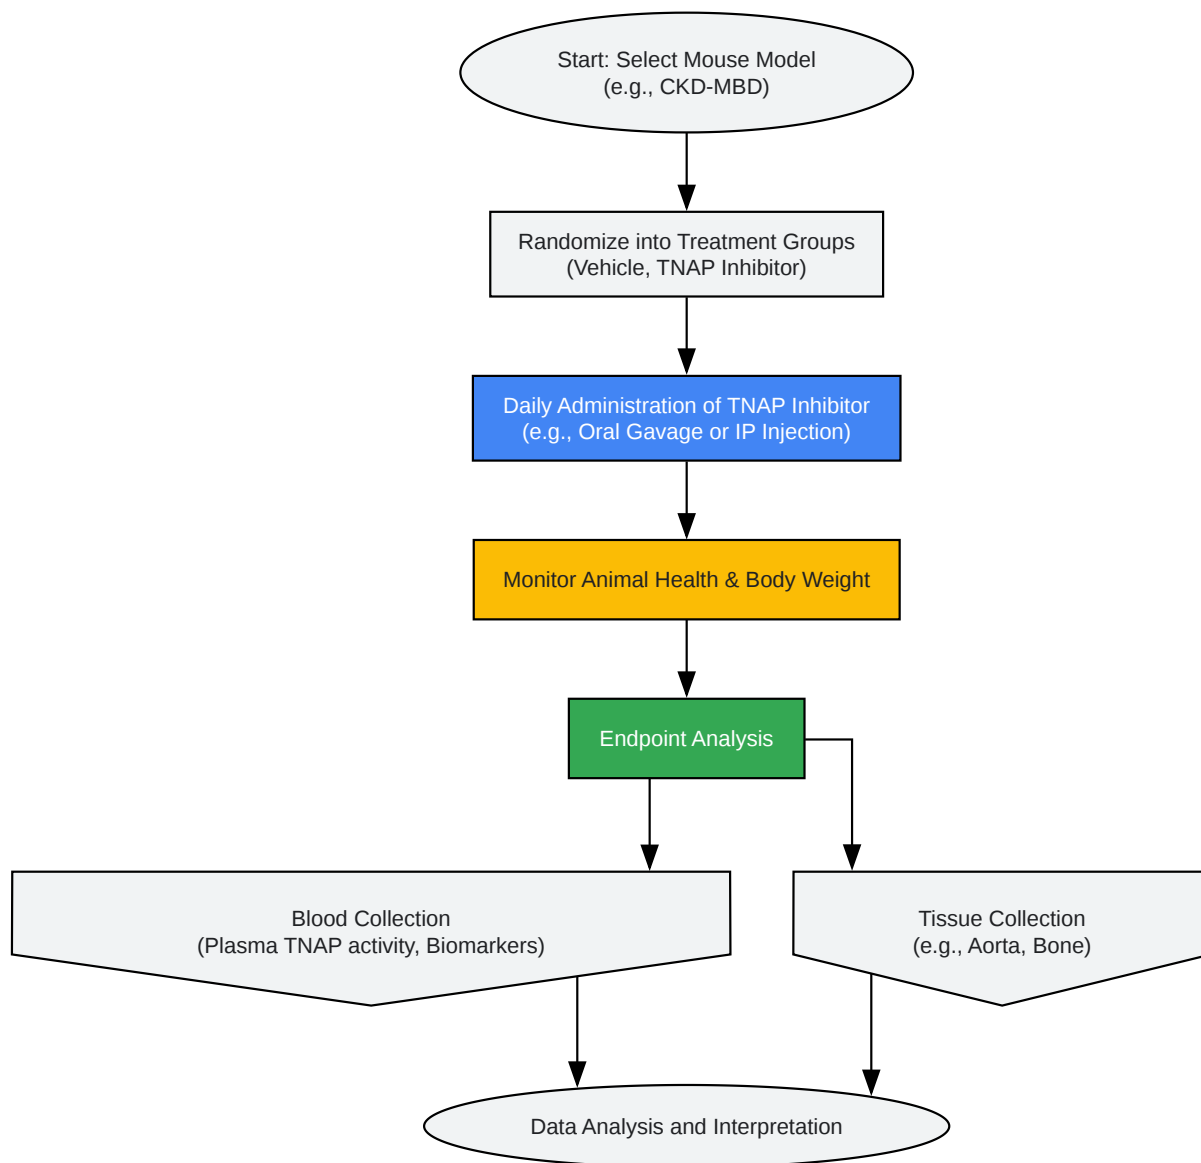 Start: Select Mouse Model
(e.g., CKD-MBD)
Randomize into Treatment Groups
(Vehicle, TNAP Inhibitor)
Daily Administration of TNAP Inhibitor
(e.g., Oral Gavage or IP Injection)
Monitor Animal Health & Body Weight
Endpoint Analysis
Blood Collection
(Plasma TNAP activity, Biomarkers)
Tissue Collection
(e.g., Aorta, Bone)
Data Analysis and Interpretation